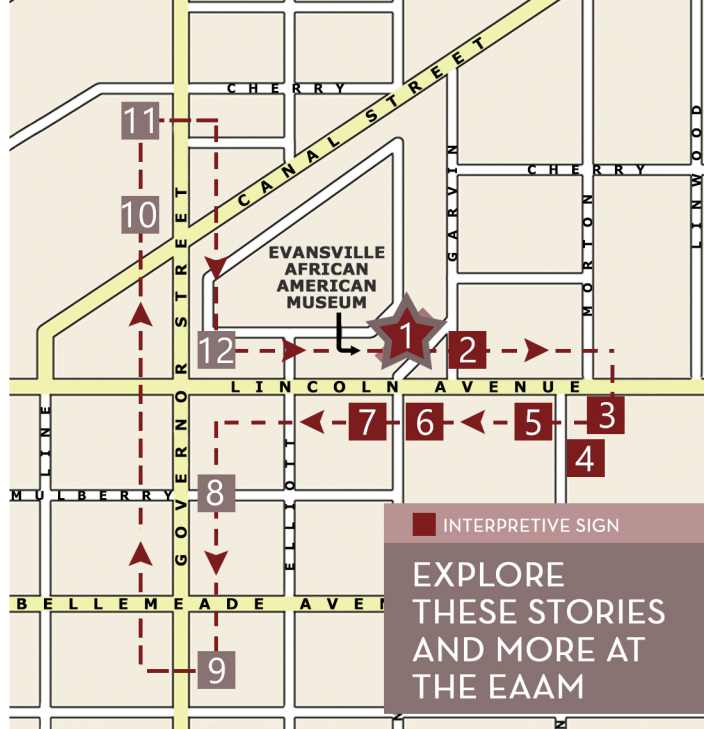 CHERRY
11
CANAL STREET
CHERRY
LINWOOD
GARVIN
MORTON
10
GOVERNOR STREET
EVANSVILLE
AFRICAN
AMERICAN
MUSEUM
1
12
2
LINCOLN AVENUE
LINE
7
6
5
3
4
ELLIOTT
MULBERRY
8
INTERPRETIVE SIGN
EXPLORE
THESE STORIES
AND MORE AT
THE EAAM
BELLEMEADE AVEN
9